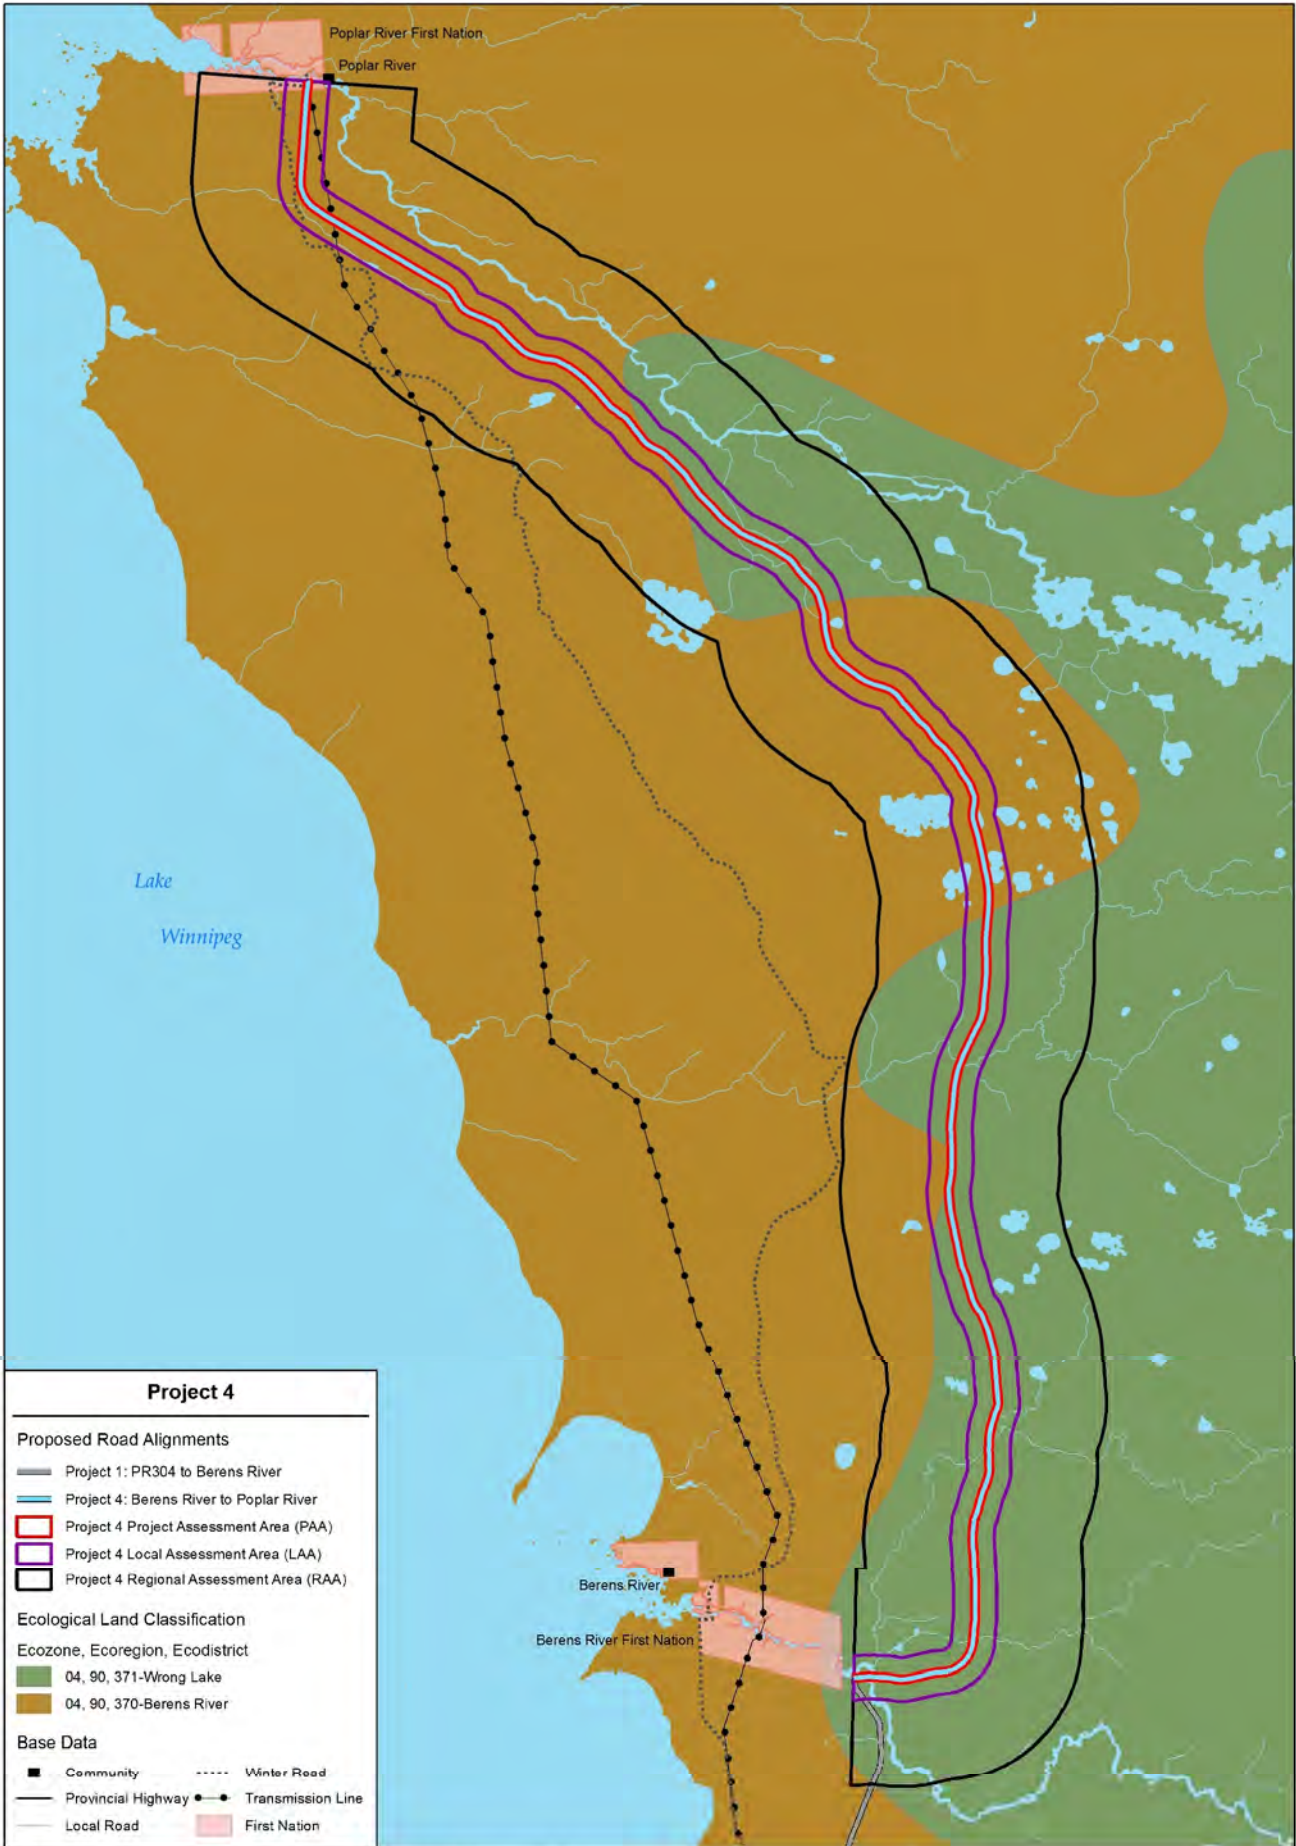 Poplar River First Nation
Poplar River
Lake
Winnipeg
Berens River
Berens River First Nation
Project 4
Proposed Road Alignments
Project 1: PR304 to Berens River
Project 4: Berens River to Poplar River
Project 4 Project Assessment Area (PAA)
Project 4 Local Assessment Area (LAA)
Project 4 Regional Assessment Area (RAA)
Ecological Land Classification
Ecozone, Ecoregion, Ecodistrict
04, 90, 371-Wrong Lake
04, 90, 370-Berens River
Base Data
Community
Winter Road
Provincial Highway
Transmission Line
Local Road
First Nation